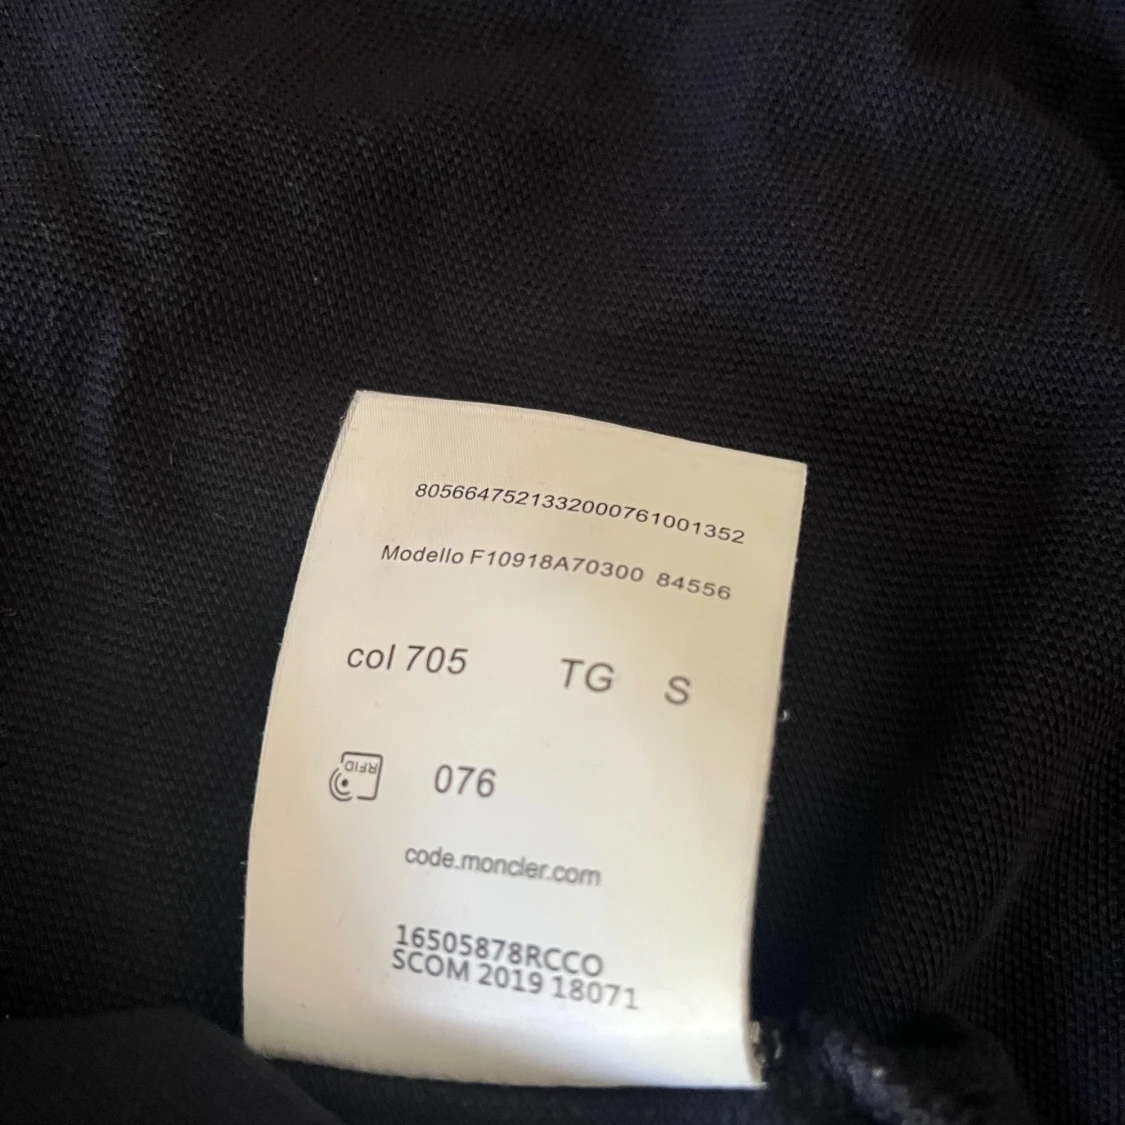 8056647521332000761001352
Modello F10918A70300 84556
col 705 TG S
RFID 076
code.moncler.com
16505878RCCO
SCOM 2019 18071